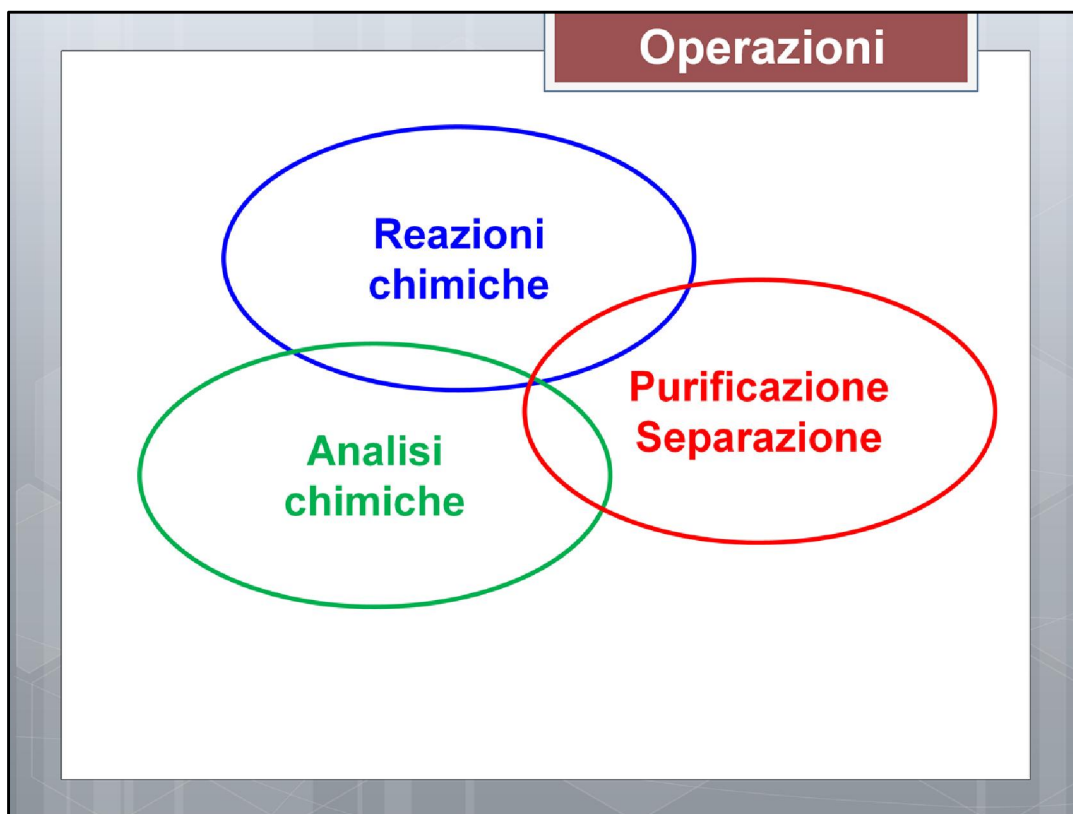 Operazioni
Reazioni
chimiche
Purificazione
Separazione
Analisi
chimiche